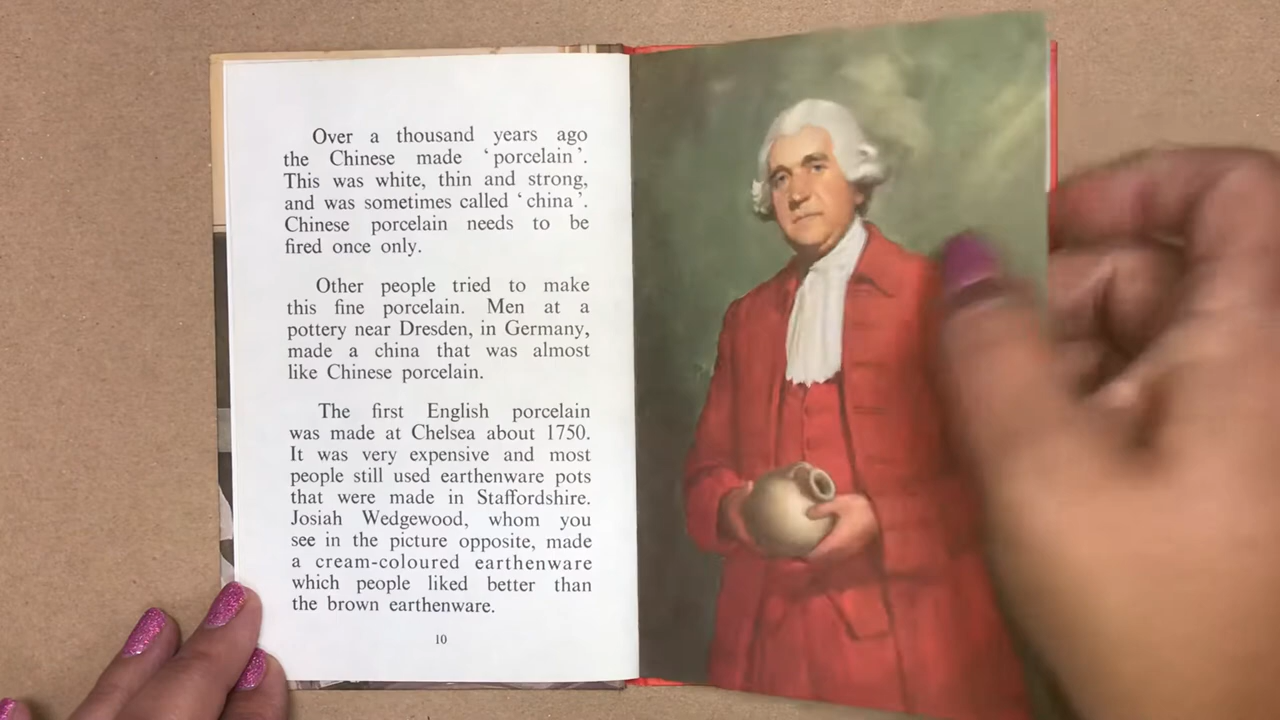 Over a thousand years ago
the Chinese made ‘porcelain’.
This was white, thin and strong,
and was sometimes called ‘china’.
Chinese porcelain needs to be
fired once only.
Other people tried to make
this fine porcelain. Men at a
pottery near Dresden, in Germany,
made a china that was almost
like Chinese porcelain.
The first English porcelain
was made at Chelsea about 1750.
It was very expensive and most
people still used earthenware pots
that were made in Staffordshire.
Josiah Wedgewood, whom you
see in the picture opposite, made
a cream-coloured earthenware
which people liked better than
the brown earthenware.
10